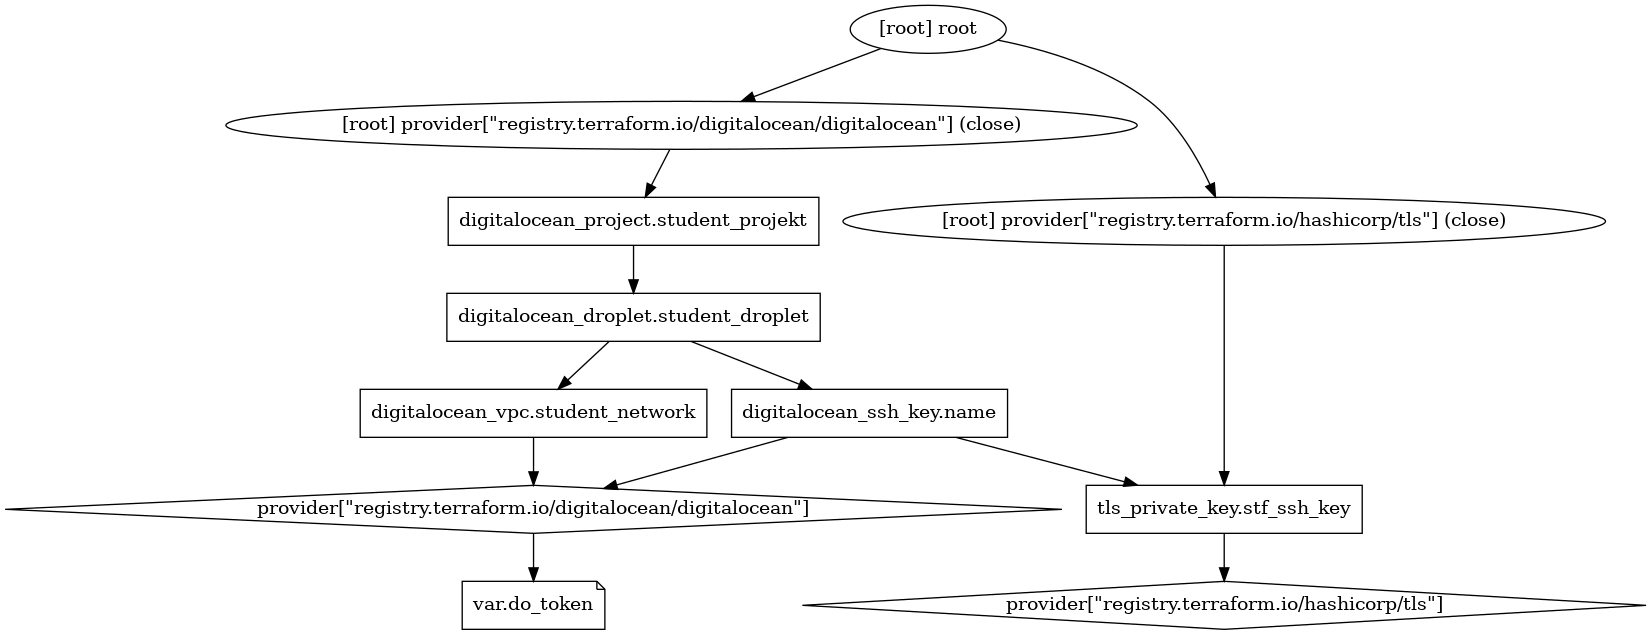 [root] root
[root] provider["registry.terraform.io/digitalocean/digitalocean"] (close)
digitalocean_project.student_projekt
[root] provider["registry.terraform.io/hashicorp/tls"] (close)
digitalocean_droplet.student_droplet
digitalocean_vpc.student_network
digitalocean_ssh_key.name
provider["registry.terraform.io/digitalocean/digitalocean"]
tls_private_key.stf_ssh_key
var.do_token
provider["registry.terraform.io/hashicorp/tls"]